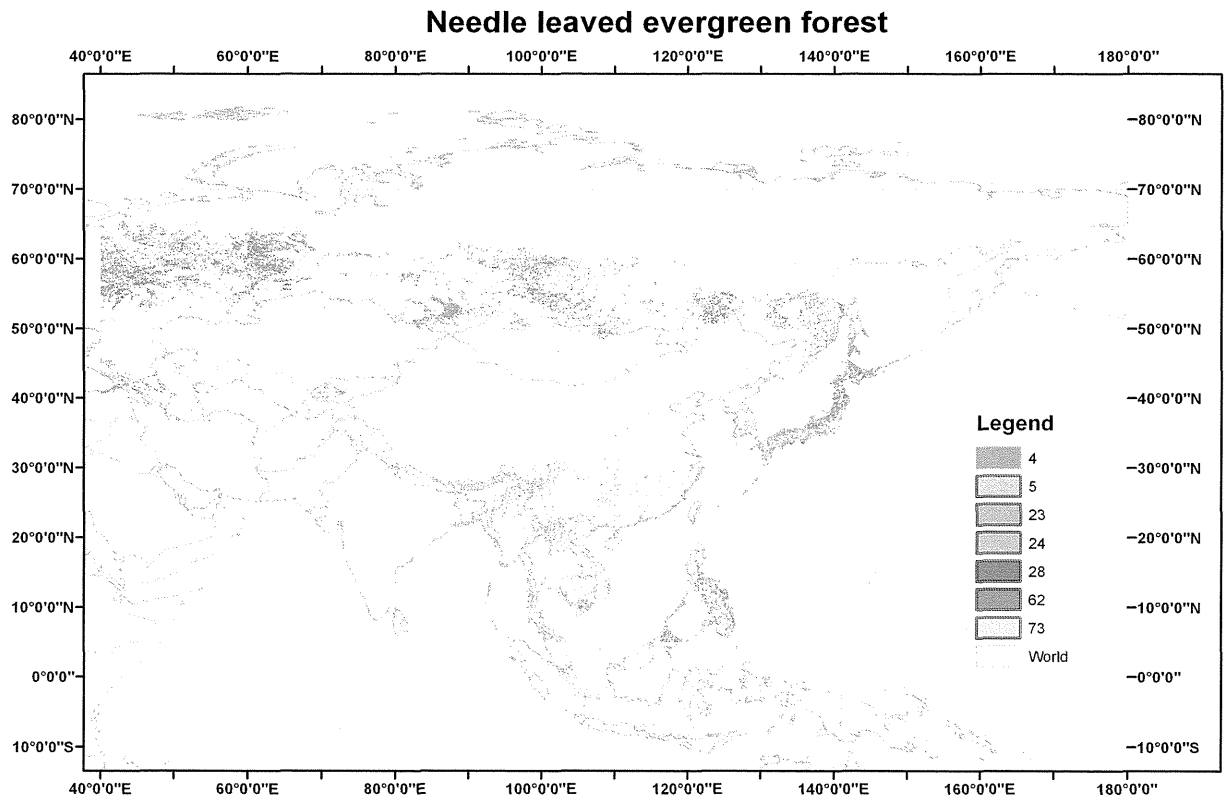 Needle leaved evergreen forest
40°0'0"E 60°0'0"E 80°0'0"E 100°0'0"E 120°0'0"E 140°0'0"E 160°0'0"E 180°0'0"
80°0'0"N 80°0'0"N
70°0'0"N 70°0'0"N
60°0'0"N 60°0'0"N
50°0'0"N 50°0'0"N
40°0'0"N 40°0'0"N
Legend
4
30°0'0"N 30°0'0"N
5
23
20°0'0"N 24 20°0'0"N
28
10°0'0"N 62 10°0'0"N
73
World
0°0'0" 0°0'0"
10°0'0"S 10°0'0"S
40°0'0"E 60°0'0"E 80°0'0"E 100°0'0"E 120°0'0"E 140°0'0"E 160°0'0"E 180°0'0"